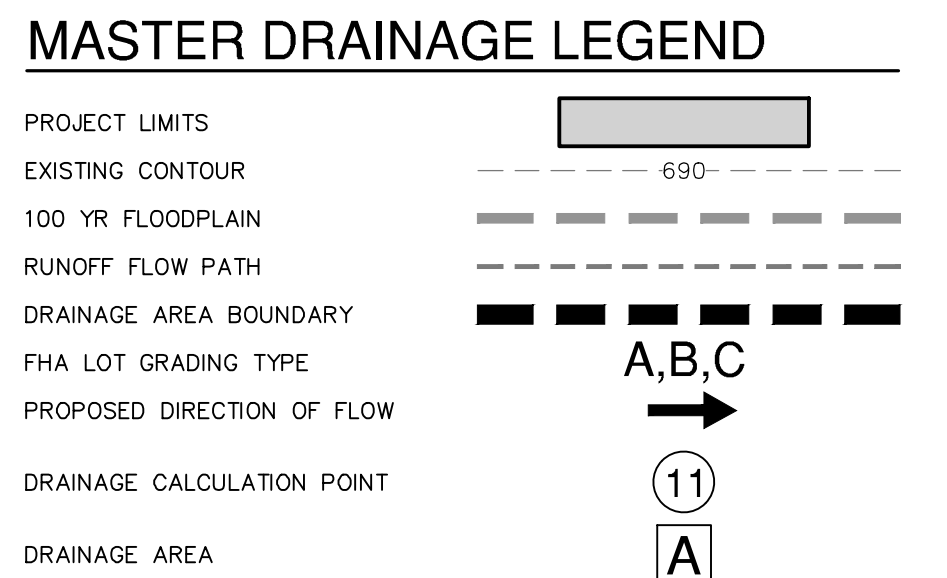 MASTER DRAINAGE LEGEND
PROJECT LIMITS
EXISTING CONTOUR 690
100 YR FLOODPLAIN
RUNOFF FLOW PATH
DRAINAGE AREA BOUNDARY
FHA LOT GRADING TYPE A,B,C
PROPOSED DIRECTION OF FLOW
DRAINAGE CALCULATION POINT 11
DRAINAGE AREA A